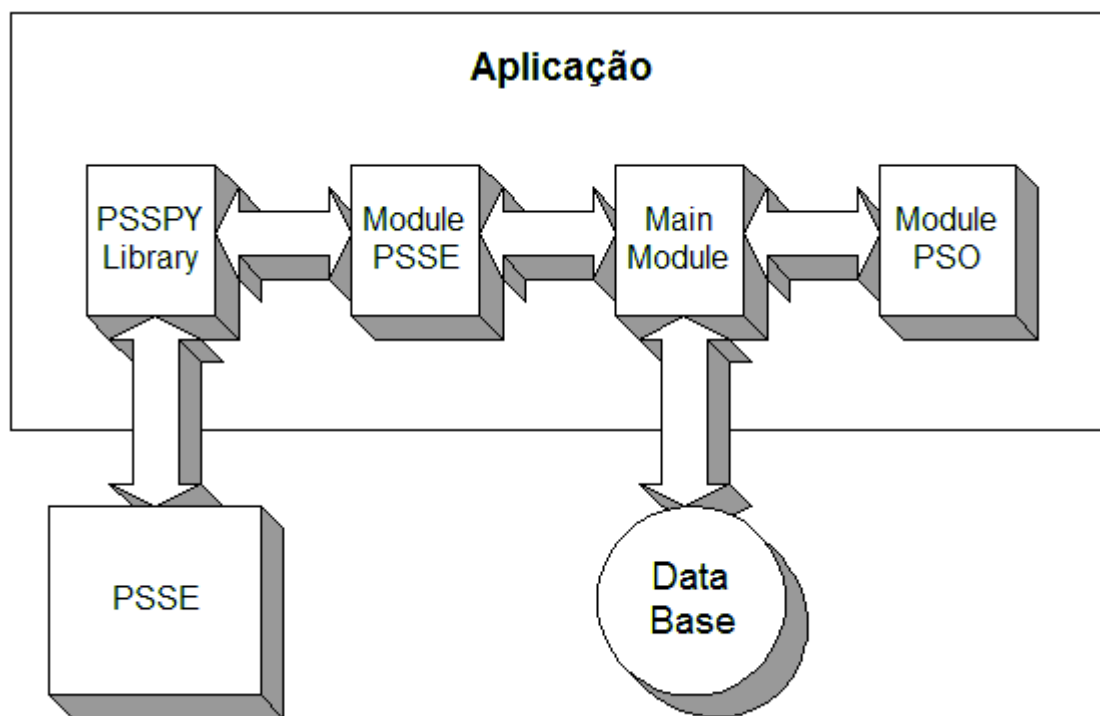 Aplicação
PSSPY
Library
Module
PSSE
Main
Module
Module
PSO
PSSE
Data
Base